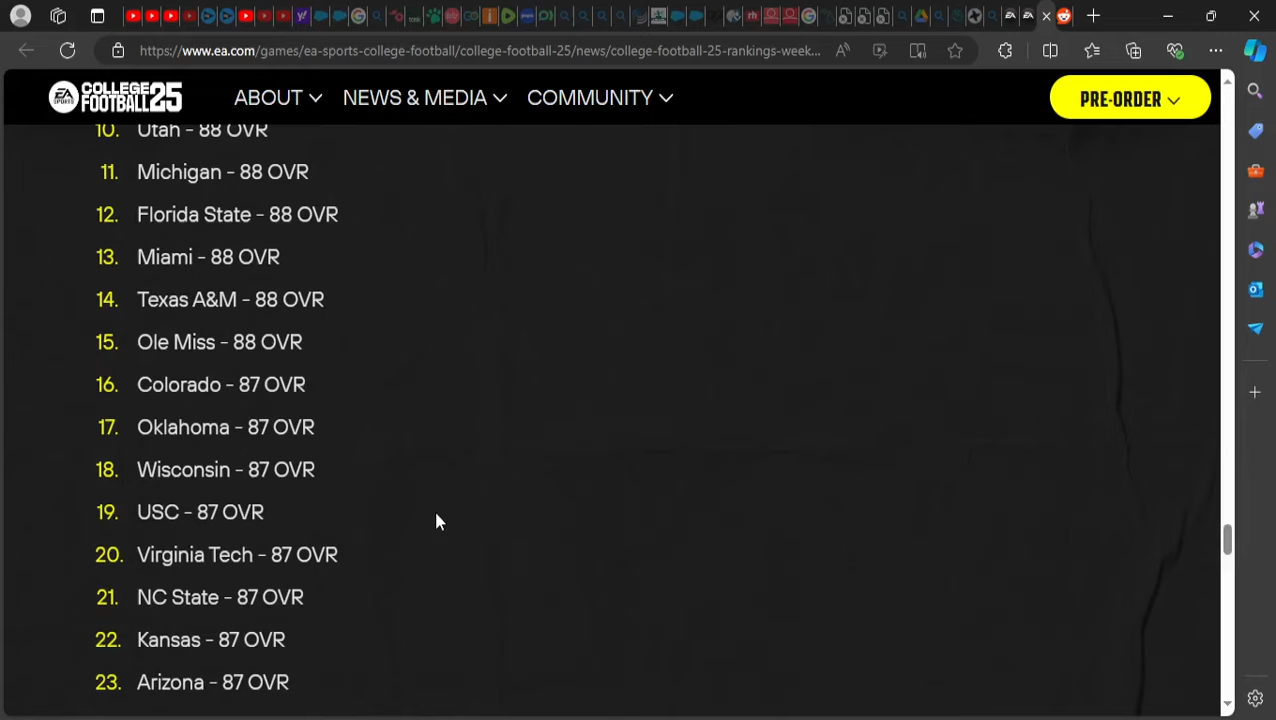 https://www.ea.com/games/ea-sports-college-football/college-football-25/news/college-football-25-rankings-week...
EA SPORTS COLLEGE FOOTBALL 25
ABOUT
NEWS & MEDIA
COMMUNITY
PRE-ORDER
10. Utah - 88 OVR
11. Michigan - 88 OVR
12. Florida State - 88 OVR
13. Miami - 88 OVR
14. Texas A&M - 88 OVR
15. Ole Miss - 88 OVR
16. Colorado - 87 OVR
17. Oklahoma - 87 OVR
18. Wisconsin - 87 OVR
19. USC - 87 OVR
20. Virginia Tech - 87 OVR
21. NC State - 87 OVR
22. Kansas - 87 OVR
23. Arizona - 87 OVR